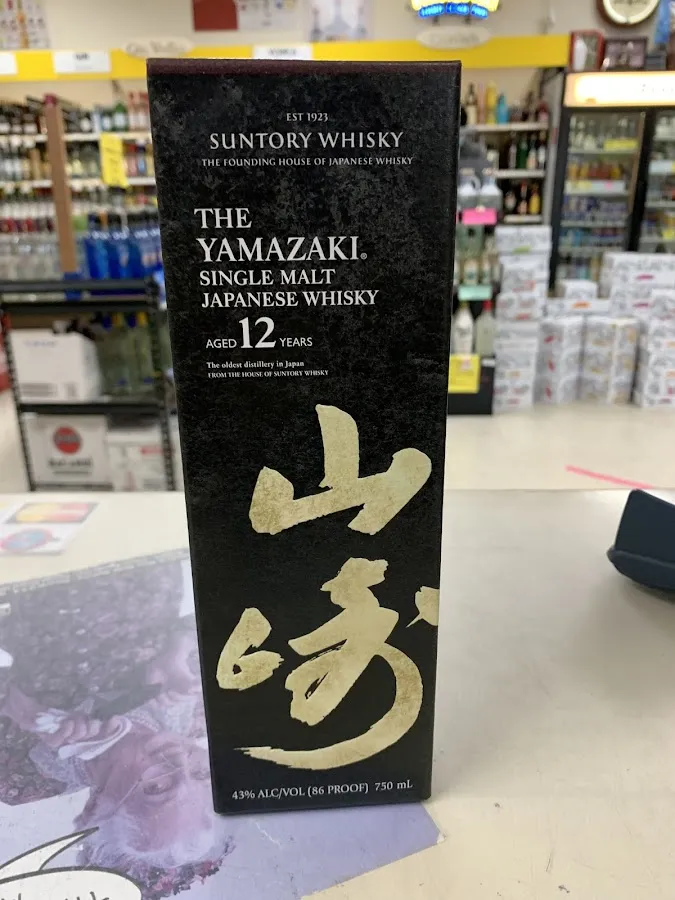 EST 1923
SUNTORY WHISKY
THE FOUNDING HOUSE OF JAPANESE WHISKY
THE
YAMAZAKI®
SINGLE MALT
JAPANESE WHISKY
AGED 12 YEARS
The oldest distillery in Japan
FROM THE HOUSE OF SUNTORY WHISKY
山
崎
43% ALC/VOL (86 PROOF) 750 mL